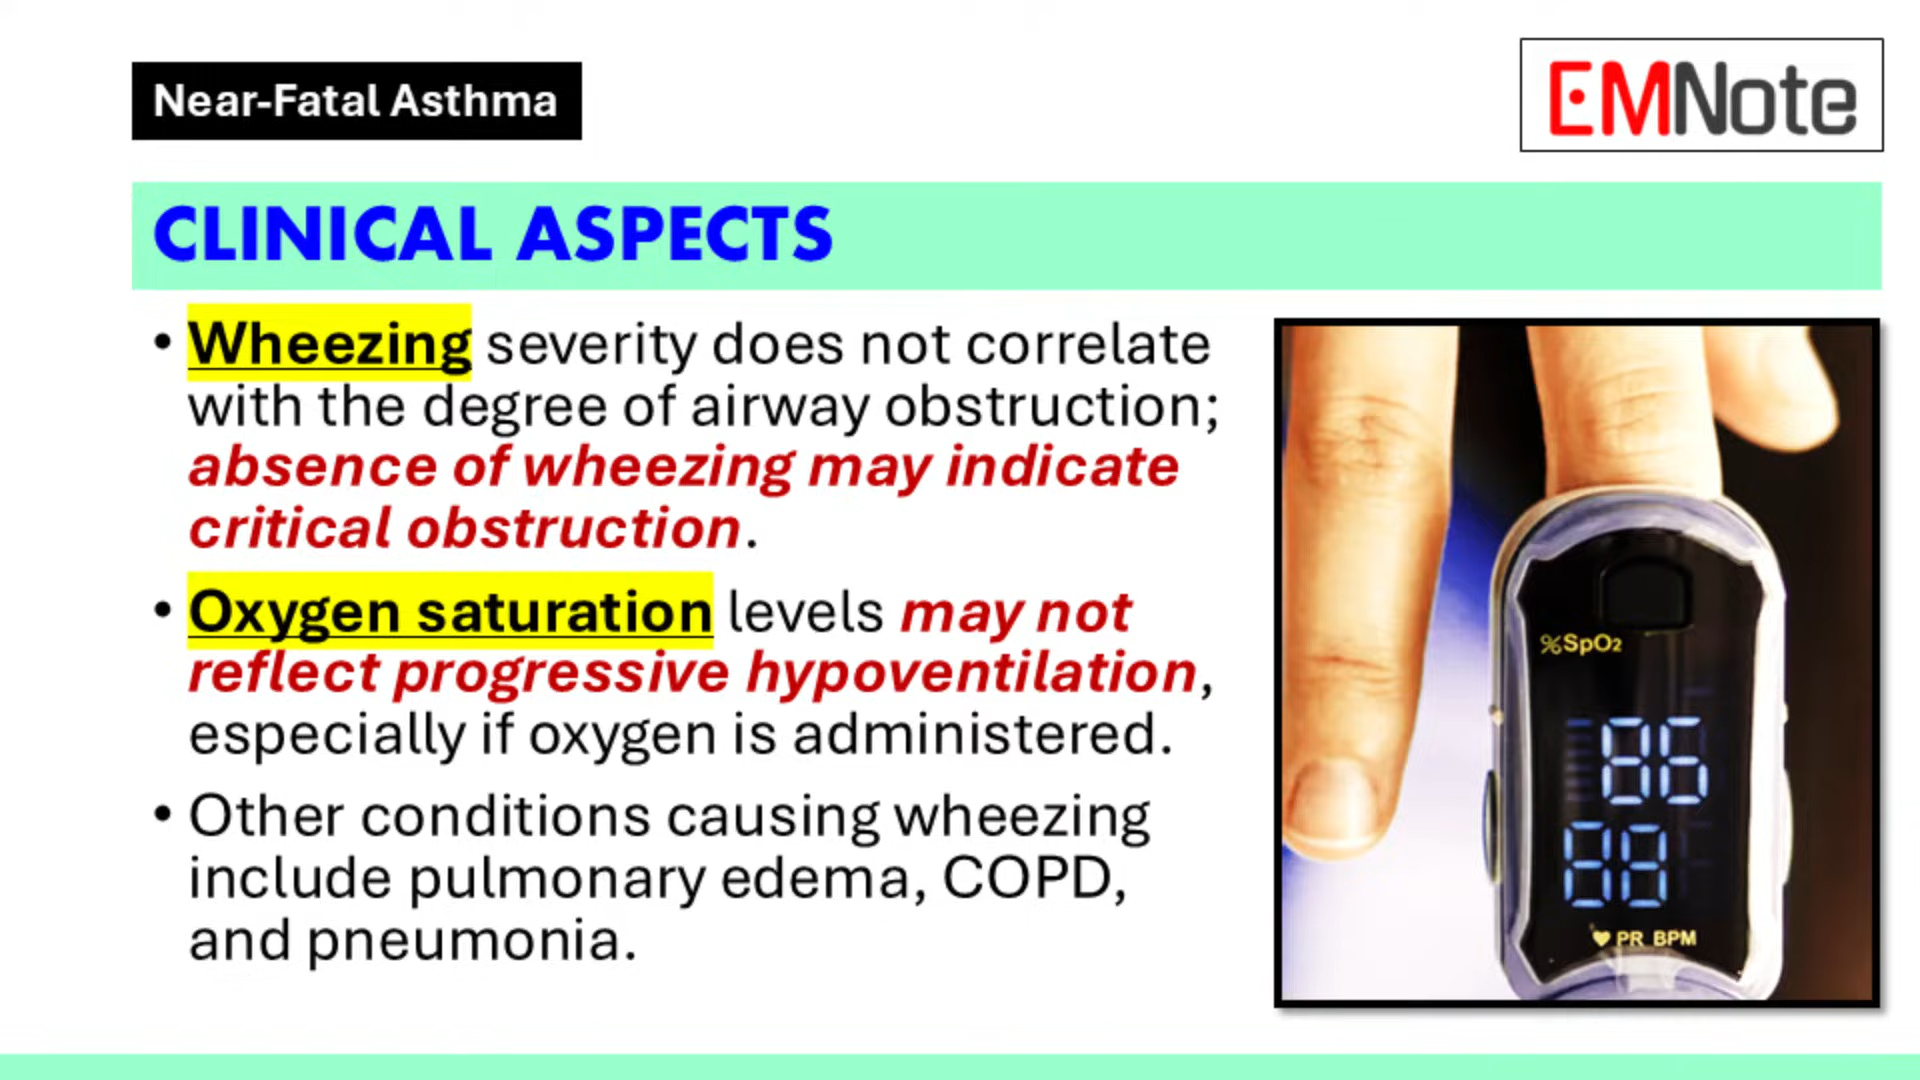 Near-Fatal Asthma
EMNote
CLINICAL ASPECTS
• Wheezing severity does not correlate
with the degree of airway obstruction;
absence of wheezing may indicate
critical obstruction.
• Oxygen saturation levels may not
reflect progressive hypoventilation,
especially if oxygen is administered.
• Other conditions causing wheezing
include pulmonary edema, COPD,
and pneumonia.
%SpO₂
86
88
♥ PR BPM